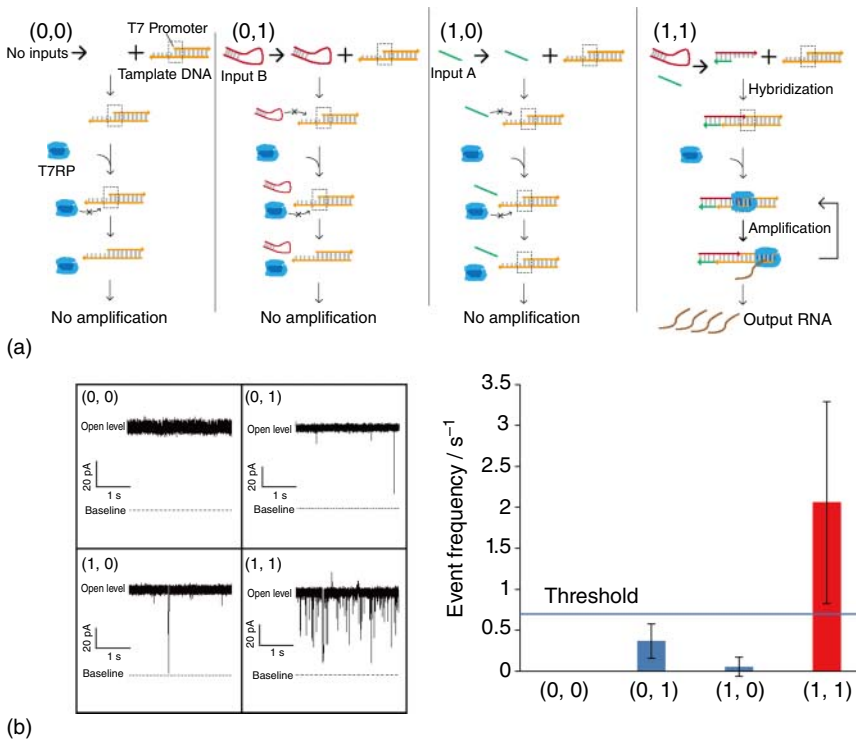 (0,0)
No inputs
+
T7 Promoter
Tamplate DNA
T7RP
No amplification
(0,1)
Input B
+
No amplification
(1,0)
Input A
+
No amplification
(1,1)
+
Hybridization
Amplification
Output RNA
(a)
(0, 0)
Open level
20 pA
1 s
Baseline
(0, 1)
Open level
20 pA
1 s
Baseline
(1, 0)
Open level
20 pA
1 s
Baseline
(1, 1)
Open level
20 pA
1 s
Baseline
Event frequency / s⁻¹
3.5
3
2.5
2
1.5
1
0.5
0
Threshold
(0, 0)
(0, 1)
(1, 0)
(1, 1)
(b)